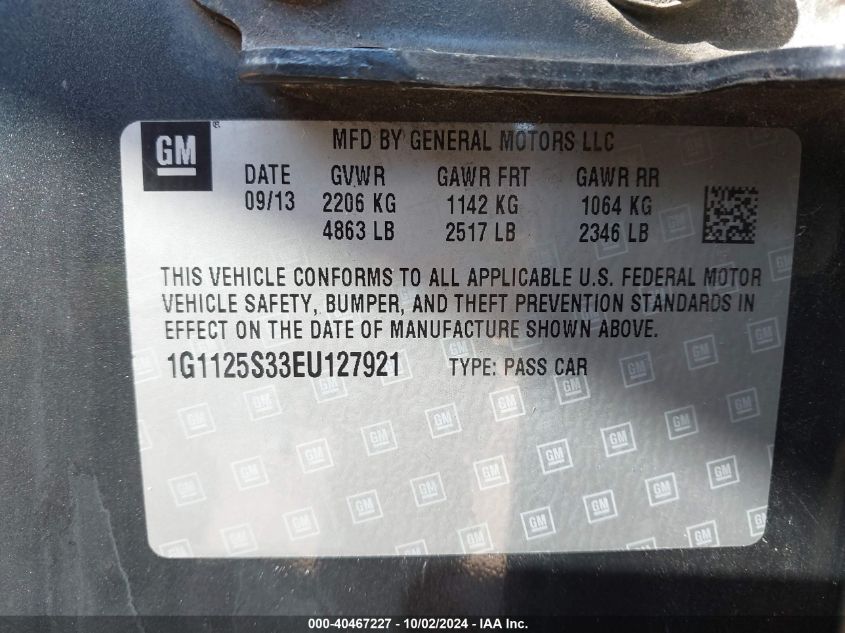 GM
MFD BY GENERAL MOTORS LLC
DATE GVWR GAWR FRT GAWR RR
09/13 2206 KG 1142 KG 1064 KG
4863 LB 2517 LB 2346 LB
THIS VEHICLE CONFORMS TO ALL APPLICABLE U.S. FEDERAL MOTOR
VEHICLE SAFETY, BUMPER, AND THEFT PREVENTION STANDARDS IN
EFFECT ON THE DATE OF MANUFACTURE SHOWN ABOVE.
1G1125S33EU127921 TYPE: PASS CAR
000-40467227 - 10/02/2024 - IAA Inc.